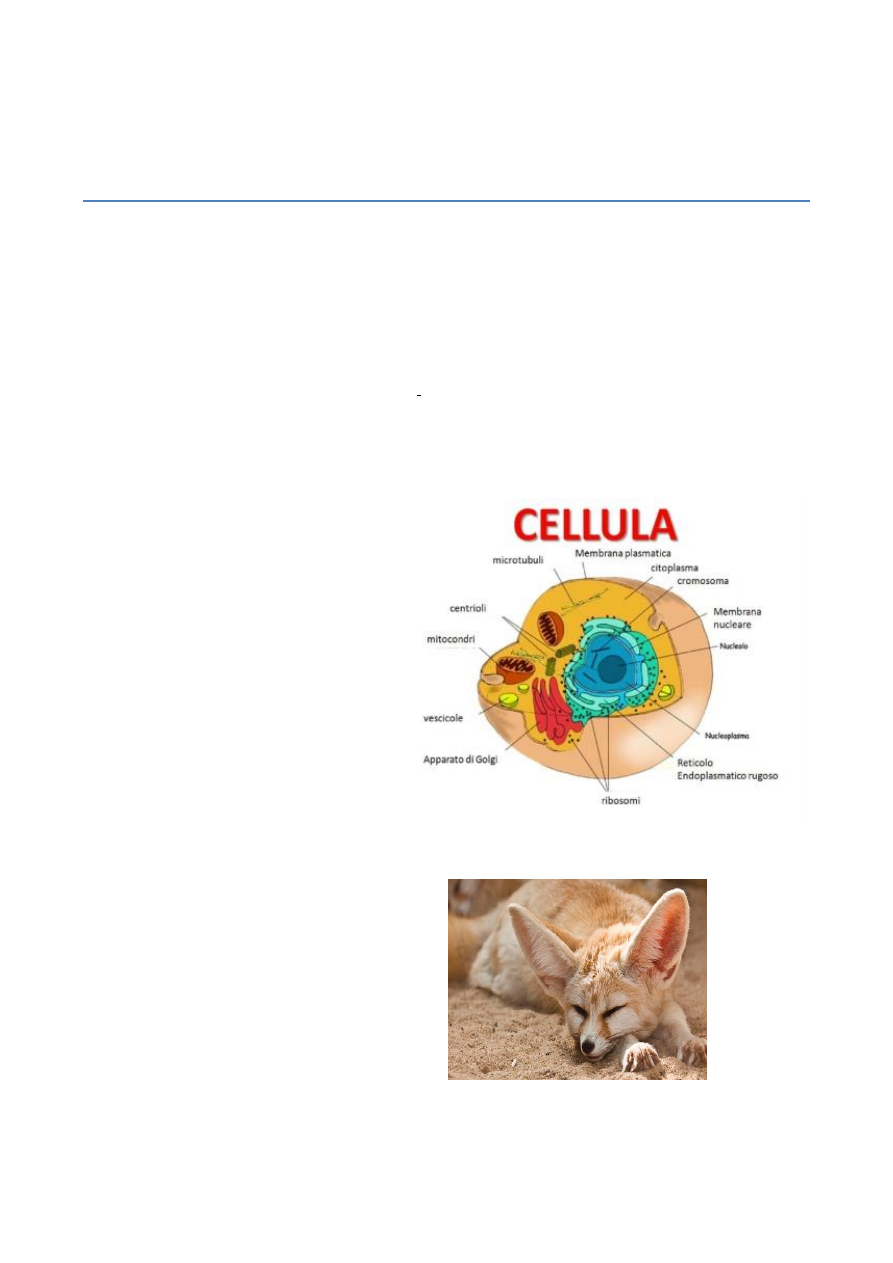 -
CELLULA
Membrana plasmatica
microtubuli
citoplasma
cromosoma
centrioli
Membrana
nucleare
mitocondri
Nucleolo
vescicole
Nucleoplasma
Apparato di Golgi
Reticolo
Endoplasmatico rugoso
ribosomi